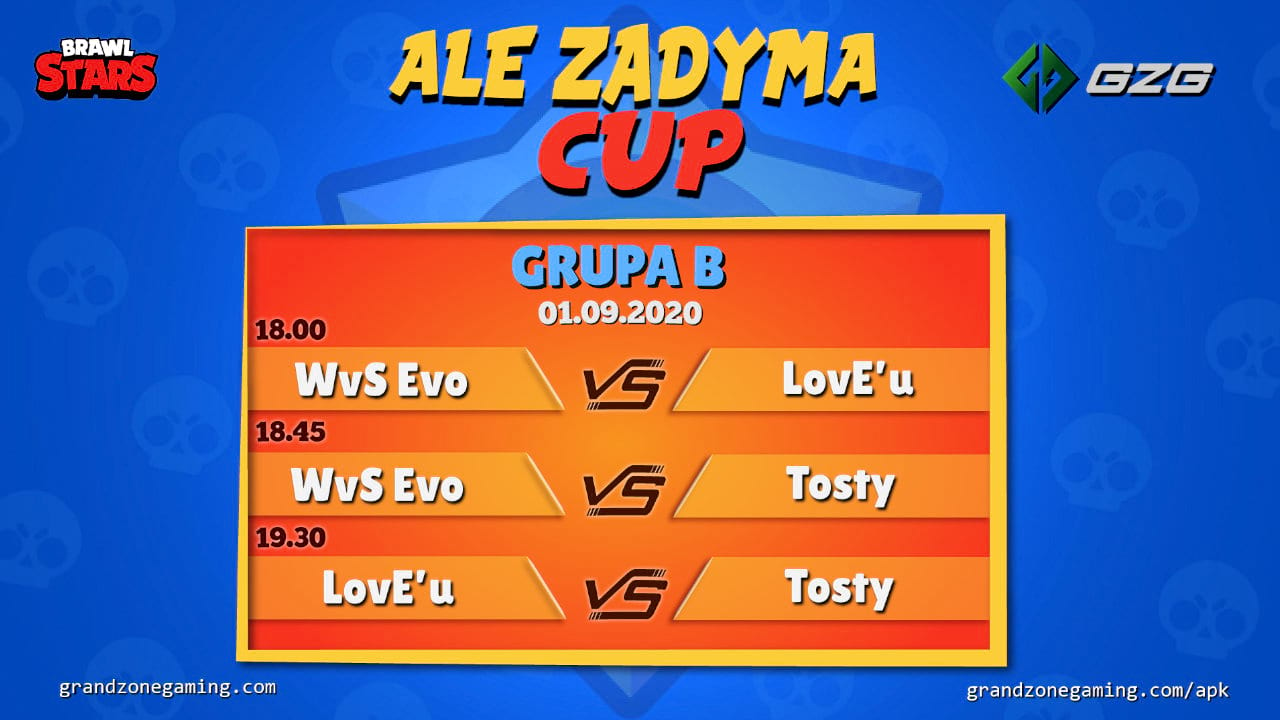 BRAWL
STARS
ALE ZADYMA
CUP
GZG
GRUPA B
01.09.2020
18.00
WvS Evo VS LovE'u
18.45
WvS Evo VS Tosty
19.30
LovE'u VS Tosty
grandzonegaming.com
grandzonegaming.com/apk